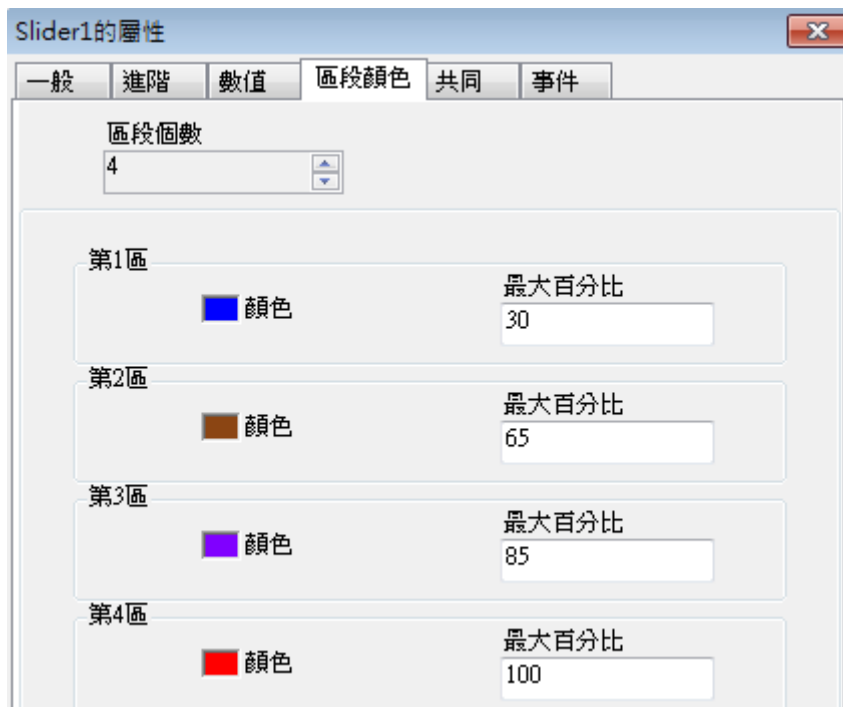 Slider1的屬性
一般 進階 數值 區段顏色 共同 事件
區段個數
4
第1區
顏色
最大百分比
30
第2區
顏色
最大百分比
65
第3區
顏色
最大百分比
85
第4區
顏色
最大百分比
100